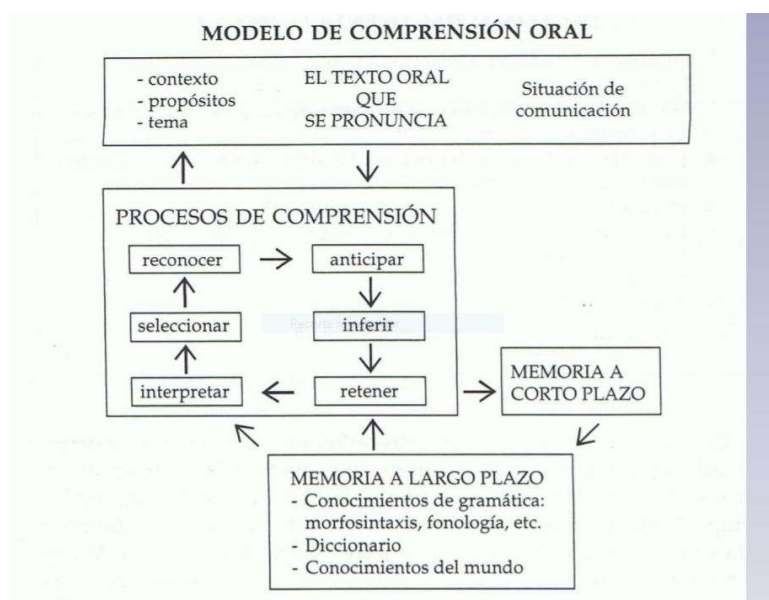 MODELO DE COMPRENSIÓN ORAL
- contexto
- propósitos
- tema
EL TEXTO ORAL
QUE
SE PRONUNCIA
Situación de
comunicación
PROCESOS DE COMPRENSIÓN
reconocer
anticipar
seleccionar
inferir
interpretar
retener
MEMORIA A
CORTO PLAZO
MEMORIA A LARGO PLAZO
- Conocimientos de gramática:
morfosintaxis, fonología, etc.
- Diccionario
- Conocimientos del mundo